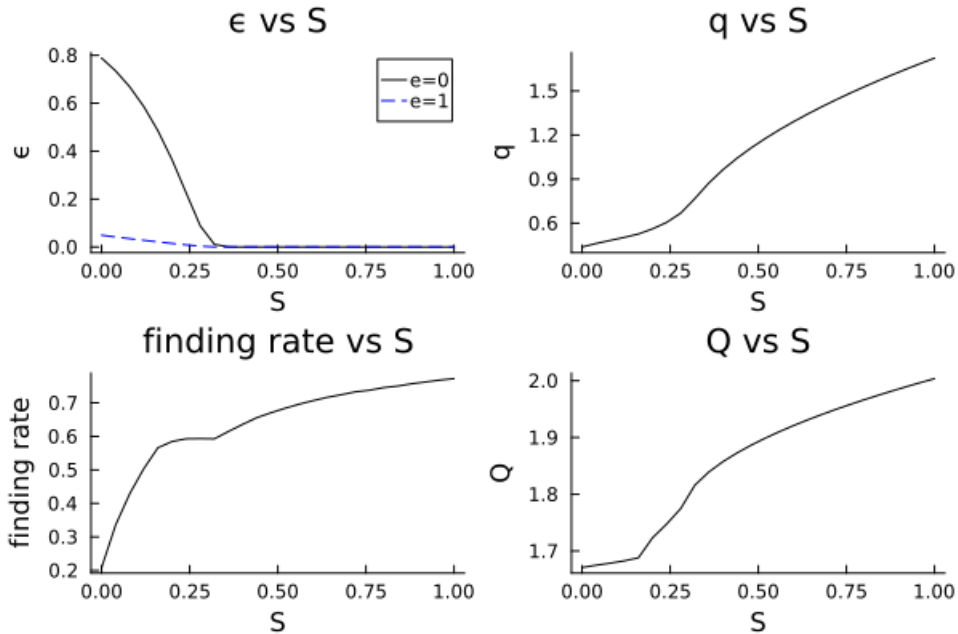 ϵ vs S
0.8
0.6
0.4
0.2
0.0
ϵ
e=0
e=1
0.00 0.25 0.50 0.75 1.00
S
q vs S
1.5
1.2
0.9
0.6
q
0.00 0.25 0.50 0.75 1.00
S
finding rate vs S
0.7
0.6
0.5
0.4
0.3
0.2
finding rate
0.00 0.25 0.50 0.75 1.00
S
Q vs S
2.0
1.9
1.8
1.7
Q
0.00 0.25 0.50 0.75 1.00
S